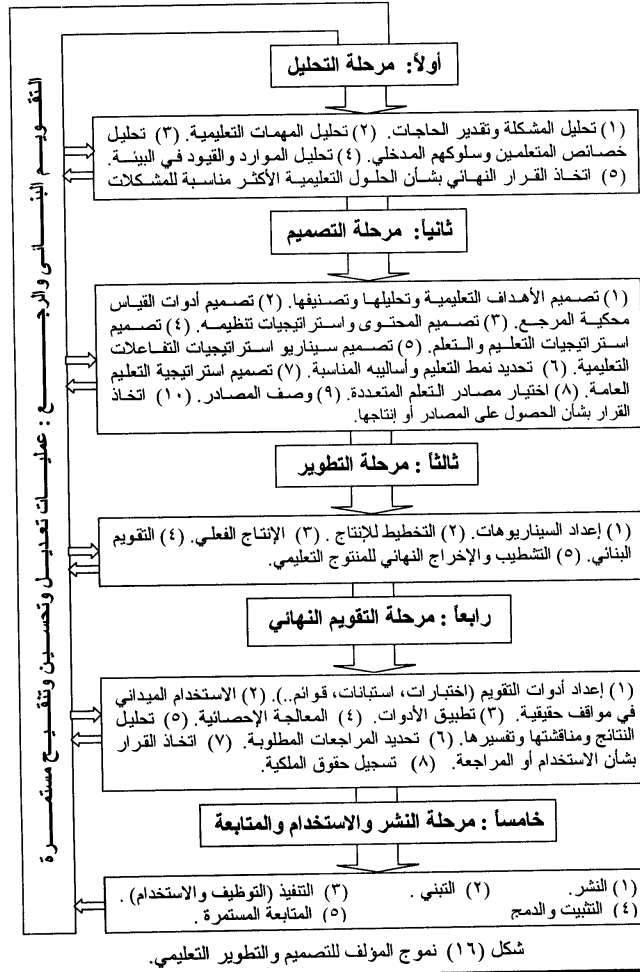 أولاً: مرحلة التحليل
(١) تحليل المشكلة وتقدير الحاجات. (٢) تحليل المهمات التعليمية. (٣) تحليل
خصائص المتعلمين وسلوكهم المدخلي. (٤) تحليل الموارد والقيود في البيئة.
(٥) اتخاذ القرار النهائي بشأن الحلول التعليمية الأكثر مناسبة للمشكلات
ثانياً: مرحلة التصميم
(١) تصميم الأهداف التعليمية وتحليلها وتصنيفها. (٢) تصميم أدوات القياس
محكية المرجع. (٣) تصميم المحتوى واستراتيجيات تنظيمه. (٤) تصميم
استراتيجيات التعليم والتعلم. (٥) تصميم سيناريو استراتيجيات التفاعلات
التعليمية. (٦) تحديد نمط التعليم وأساليبه المناسبة. (٧) تصميم استراتيجية التعليم
العامة. (٨) اختيار مصادر التعلم المتعددة. (٩) وصف المصادر. (١٠) اتخاذ
القرار بشأن الحصول على المصادر أو إنتاجها.
ثالثاً : مرحلة التطوير
(١) إعداد السيناريوهات. (٢) التخطيط للإنتاج . (٣) الإنتاج الفعلي. (٤) التقويم
البنائي. (٥) التشطيب والإخراج النهائي للمنتوج التعليمي.
رابعاً : مرحلة التقويم النهائي
(١) إعداد أدوات التقويم (اختبارات، استبانات، قوائم..). (٢) الاستخدام الميداني
في مواقف حقيقية. (٣) تطبيق الأدوات. (٤) المعالجة الإحصائية. (٥) تحليل
النتائج ومناقشتها وتفسيرها. (٦) تحديد المراجعات المطلوبة. (٧) اتخاذ القرار
بشأن الاستخدام أو المراجعة. (٨) تسجيل حقوق الملكية.
خامساً : مرحلة النشر والاستخدام والمتابعة
(١) النشر. (٢) التبني . (٣) التنفيذ (التوظيف والاستخدام) .
(٤) التثبيت والدمج (٥) المتابعة المستمرة .
التقويم البنائي والرجع : عمليات تعديل وتحسين وتنقيح مستمرة
شكل (١٦) نموج المؤلف للتصميم والتطوير التعليمي.